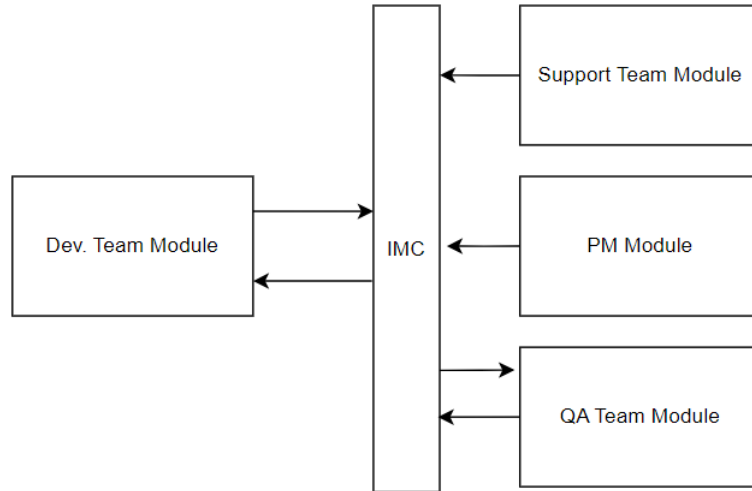 Support Team Module
Dev. Team Module
IMC
PM Module
QA Team Module